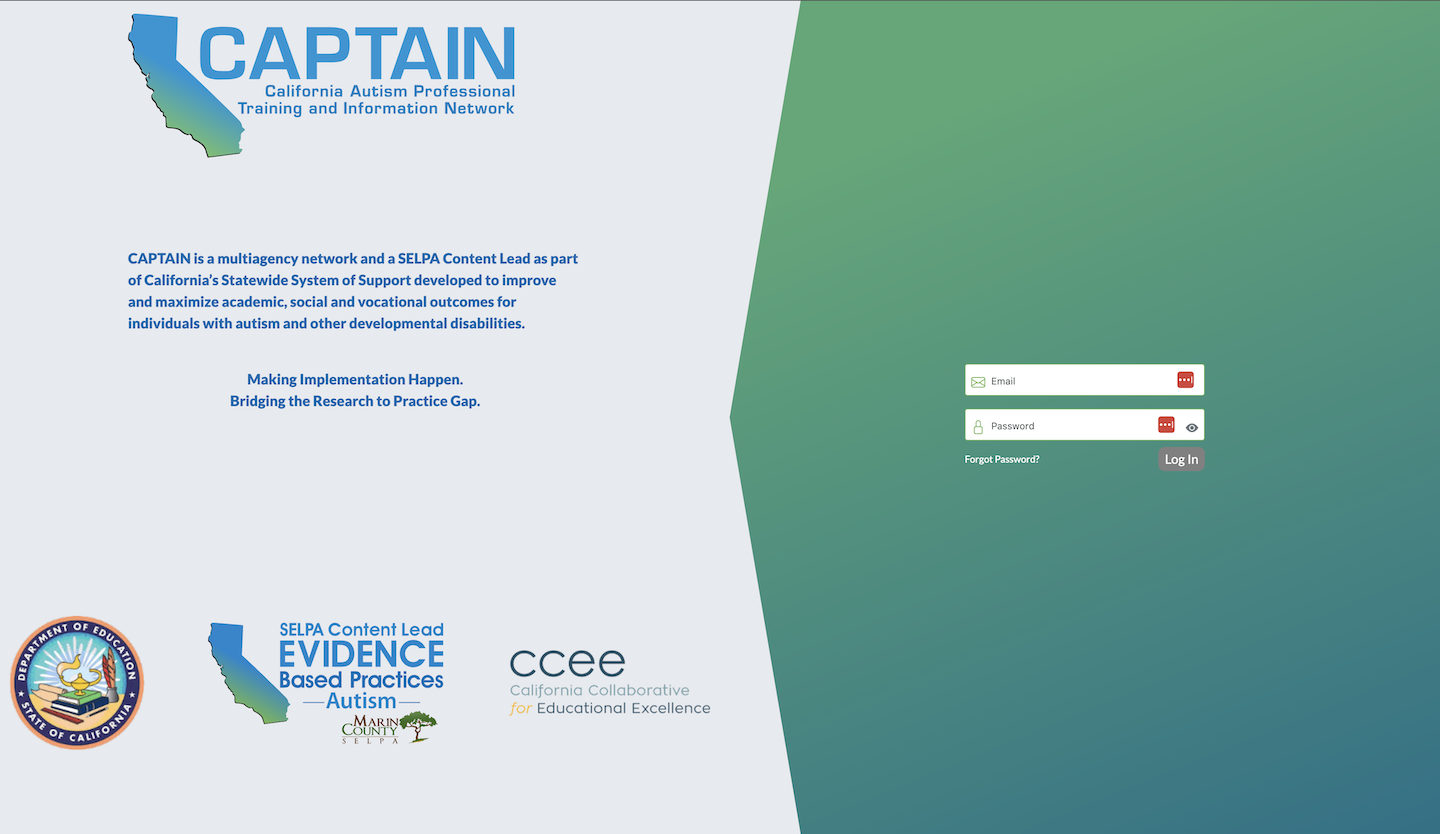 CAPTAIN
California Autism Professional
Training and Information Network
CAPTAIN is a multiagency network and a SELPA Content Lead as part
of California’s Statewide System of Support developed to improve
and maximize academic, social and vocational outcomes for
individuals with autism and other developmental disabilities.
Making Implementation Happen.
Bridging the Research to Practice Gap.
Email
Password
Forgot Password?
Log In
DEPARTMENT OF EDUCATION
STATE OF CALIFORNIA
SELPA Content Lead
EVIDENCE
Based Practices
Autism
MARIN
COUNTY
SELPA
ccee
California Collaborative
for Educational Excellence